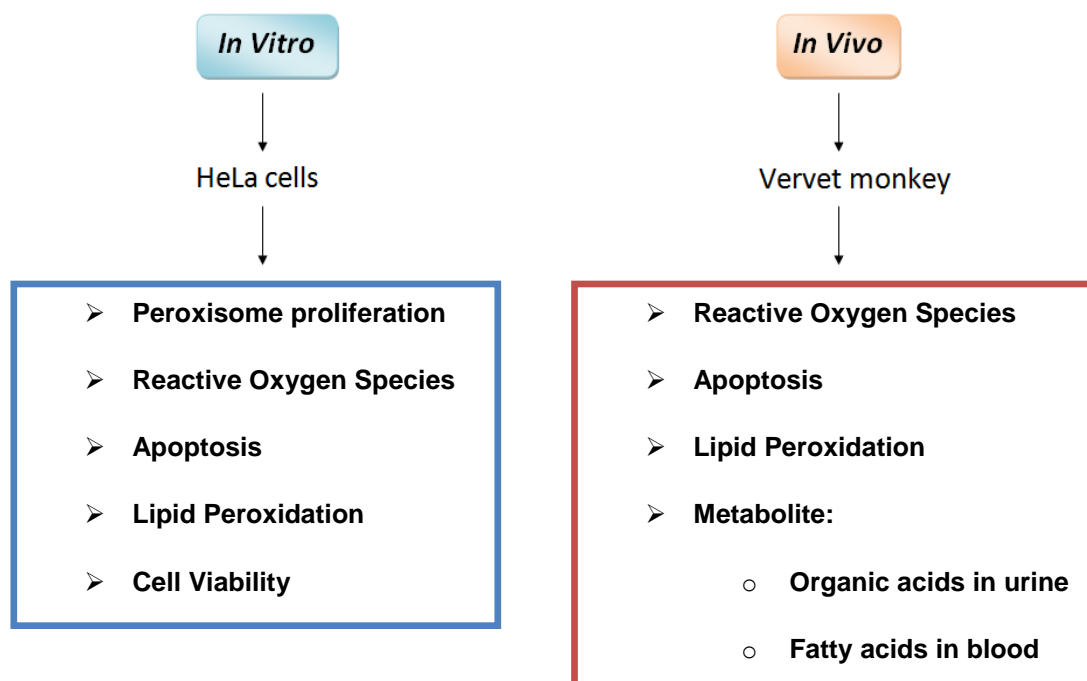 In Vitro
HeLa cells
➢ Peroxisome proliferation
➢ Reactive Oxygen Species
➢ Apoptosis
➢ Lipid Peroxidation
➢ Cell Viability
In Vivo
Vervet monkey
➢ Reactive Oxygen Species
➢ Apoptosis
➢ Lipid Peroxidation
➢ Metabolite:
o Organic acids in urine
o Fatty acids in blood